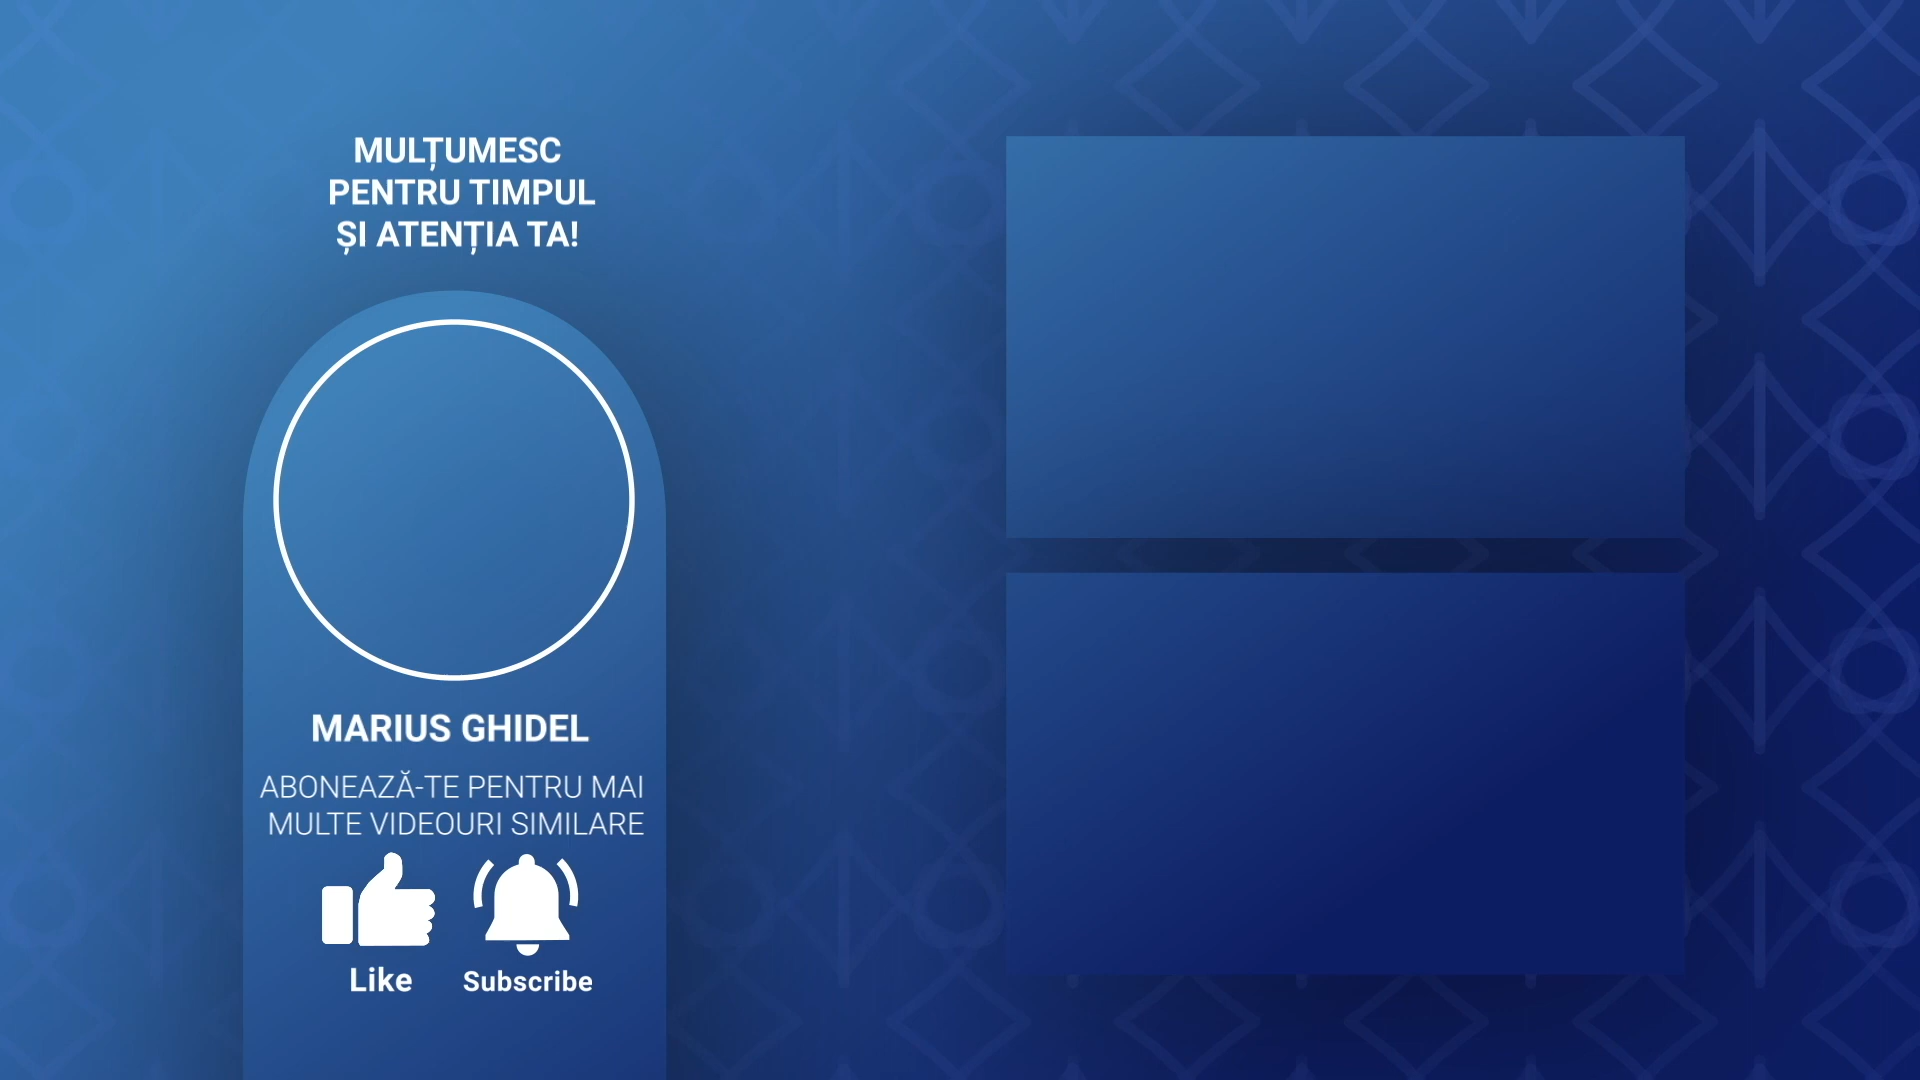 MULȚUMESC
PENTRU TIMPUL
ȘI ATENȚIA TA!
MARIUS GHIDEL
ABONEAZĂ-TE PENTRU MAI
MULTE VIDEOURI SIMILARE
Like
Subscribe